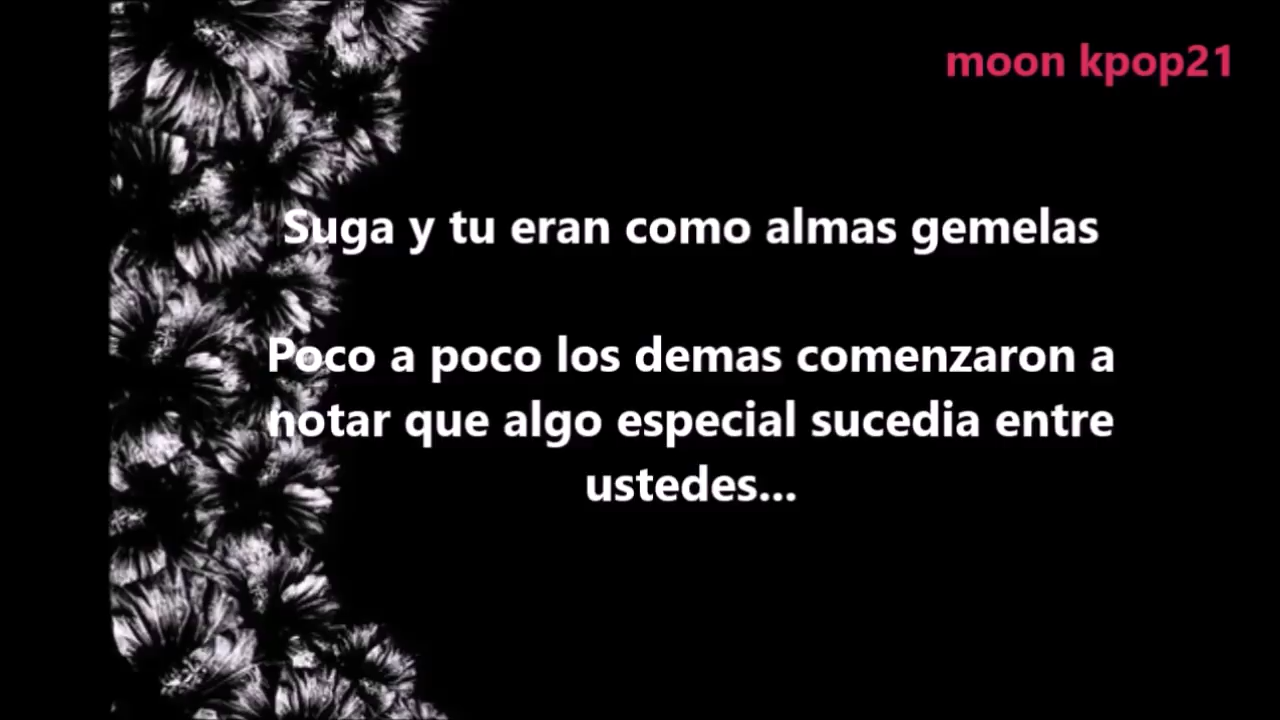 moon kpop21
Suga y tu eran como almas gemelas
Poco a poco los demas comenzaron a
notar que algo especial sucedia entre
ustedes...